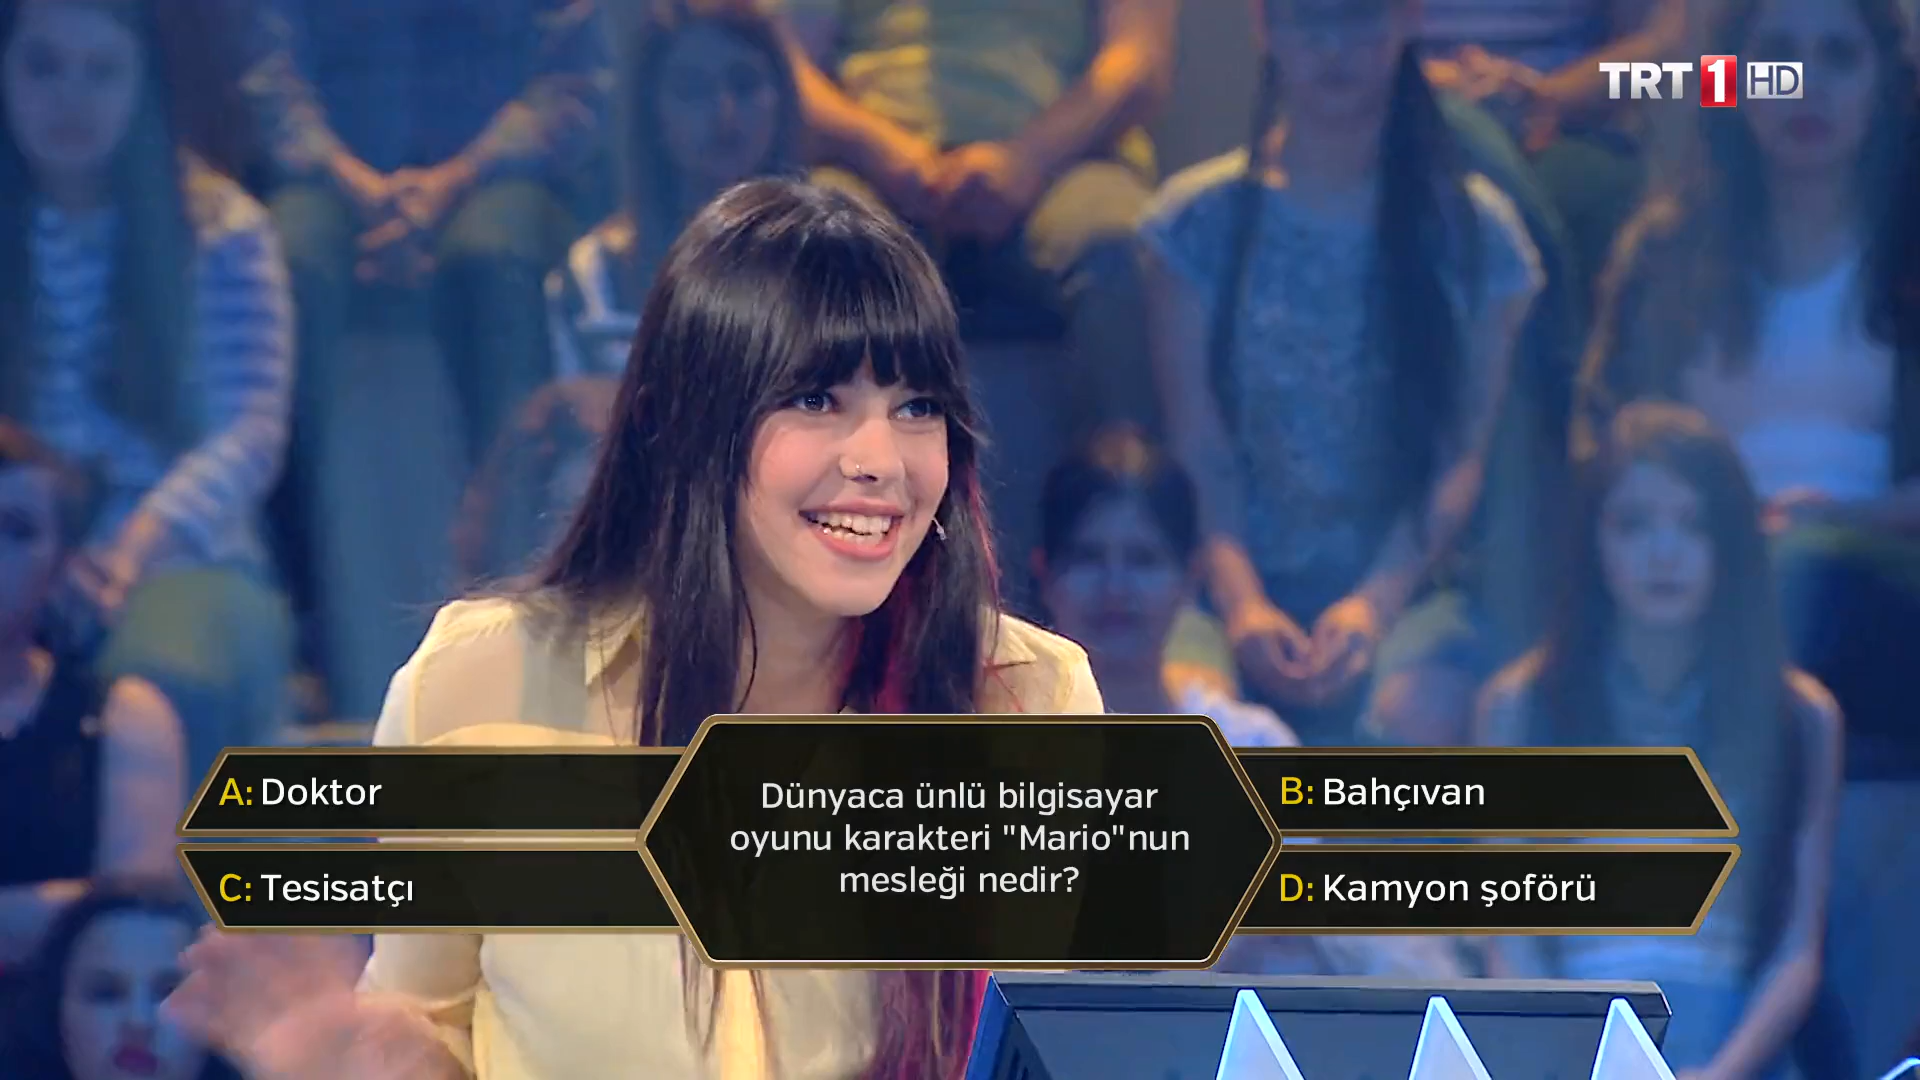 TRT 1 HD
A: Doktor
B: Bahçıvan
Dünyaca ünlü bilgisayar
oyunu karakteri "Mario"nun
mesleği nedir?
C: Tesisatçı
D: Kamyon şoförü